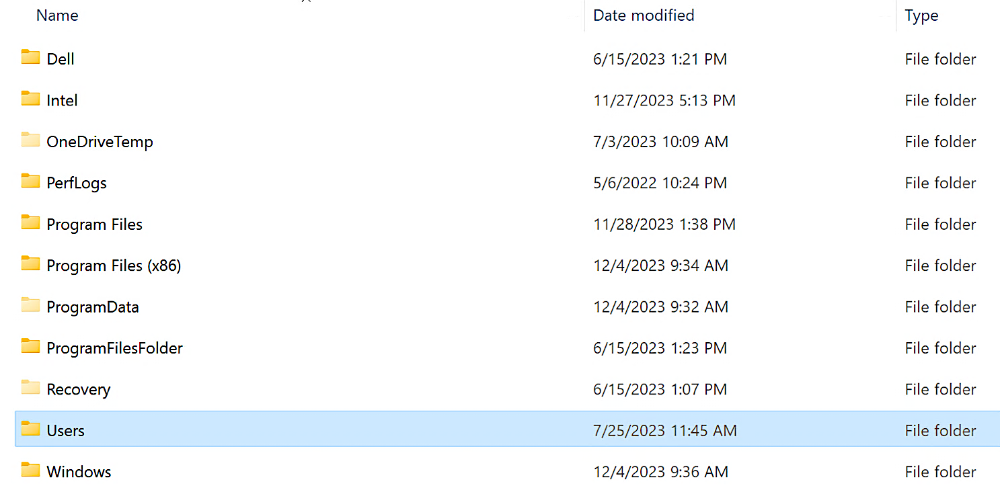 Name Date modified Type
Dell 6/15/2023 1:21 PM File folder
Intel 11/27/2023 5:13 PM File folder
OneDriveTemp 7/3/2023 10:09 AM File folder
PerfLogs 5/6/2022 10:24 PM File folder
Program Files 11/28/2023 1:38 PM File folder
Program Files (x86) 12/4/2023 9:34 AM File folder
ProgramData 12/4/2023 9:32 AM File folder
ProgramFilesFolder 6/15/2023 1:23 PM File folder
Recovery 6/15/2023 1:07 PM File folder
Users 7/25/2023 11:45 AM File folder
Windows 12/4/2023 9:36 AM File folder